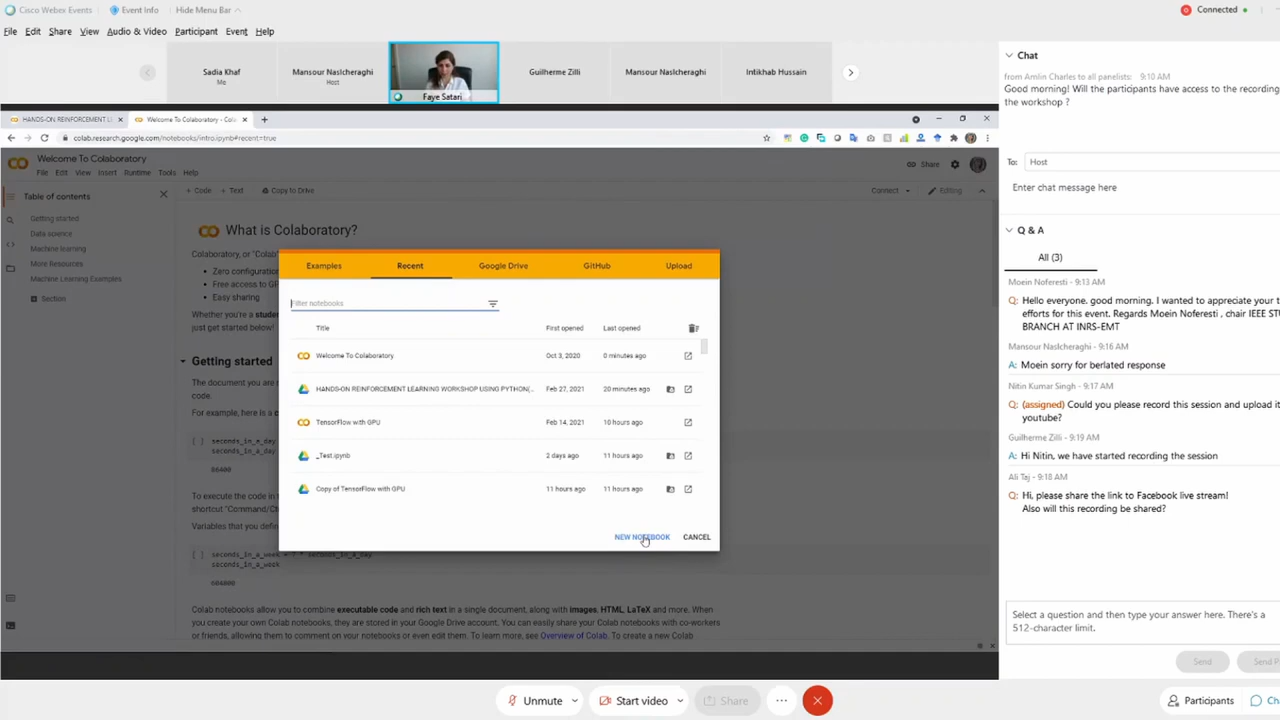 Cisco Webex Events
Event Info
Hide Menu Bar
Connected
File Edit Share View Audio & Video Participant Event Help
Sadia Khaf
Me
Mansour Naslcheraghi
Host
Faye Satari
Guilherme Zilli
Mansour Naslcheraghi
Intikhab Hussain
HANDS-ON REINFORCEMENT L
Welcome To Colaboratory - Cola
colab.research.google.com/notebooks/intro.ipynb#recent=true
Welcome To Colaboratory
File Edit View Insert Runtime Tools Help
Share
Table of contents
Getting started
Data science
Machine learning
More Resources
Machine Learning Examples
Section
+ Code + Text Copy to Drive
Connect
Editing
What is Colaboratory?
Colaboratory, or "Colab"
Zero configuration
Free access to GP
Easy sharing
Whether you're a stude
just get started below!
Getting started
The document you a
code.
For example, here is a c
[ ] seconds_in_a_day
seconds_in_a_day
86400
To execute the code in t
shortcut "Command/Ct
Variables that you defin
[ ] seconds_in_a_week = 7 * seconds_in_a_day
seconds_in_a_week
604800
Colab notebooks allow you to combine executable code and rich text in a single document, along with images, HTML, LaTeX and more. When
you create your own Colab notebooks, they are stored in your Google Drive account. You can easily share your Colab notebooks with co-workers
or friends, allowing them to comment on your notebooks or even edit them. To learn more, see Overview of Colab. To create a new Colab
Examples Recent Google Drive GitHub Upload
Filter notebooks
Title First opened Last opened
Welcome To Colaboratory Oct 3, 2020 0 minutes ago
HANDS-ON REINFORCEMENT LEARNING WORKSHOP USING PYTHON(... Feb 27, 2021 20 minutes ago
TensorFlow with GPU Feb 14, 2021 10 hours ago
_Test.ipynb 2 days ago 11 hours ago
Copy of TensorFlow with GPU 11 hours ago 11 hours ago
NEW NOTEBOOK CANCEL
Chat
from Amlin Charles to all panelists: 9:10 AM
Good morning! Will the participants have access to the recording
the workshop ?
To: Host
Enter chat message here
Q & A
All (3)
Moein Noferesti - 9:13 AM
Q: Hello everyone, good morning. I wanted to appreciate your t
efforts for this event. Regards Moein Noferesti , chair IEEE STU
BRANCH AT INRS-EMT
Mansour Naslcheraghi - 9:16 AM
A: Moein sorry for berlated response
Nitin Kumar Singh - 9:17 AM
Q: (assigned) Could you please record this session and upload it
youtube?
Guilherme Zilli - 9:19 AM
A: Hi Nitin, we have started recording the session
Ali Taj - 9:18 AM
Q: Hi, please share the link to Facebook live stream!
Also will this recording be shared?
Select a question and then type your answer here. There's a
512-character limit.
Send
Send P
Unmute
Start video
Share
Participants
Ch